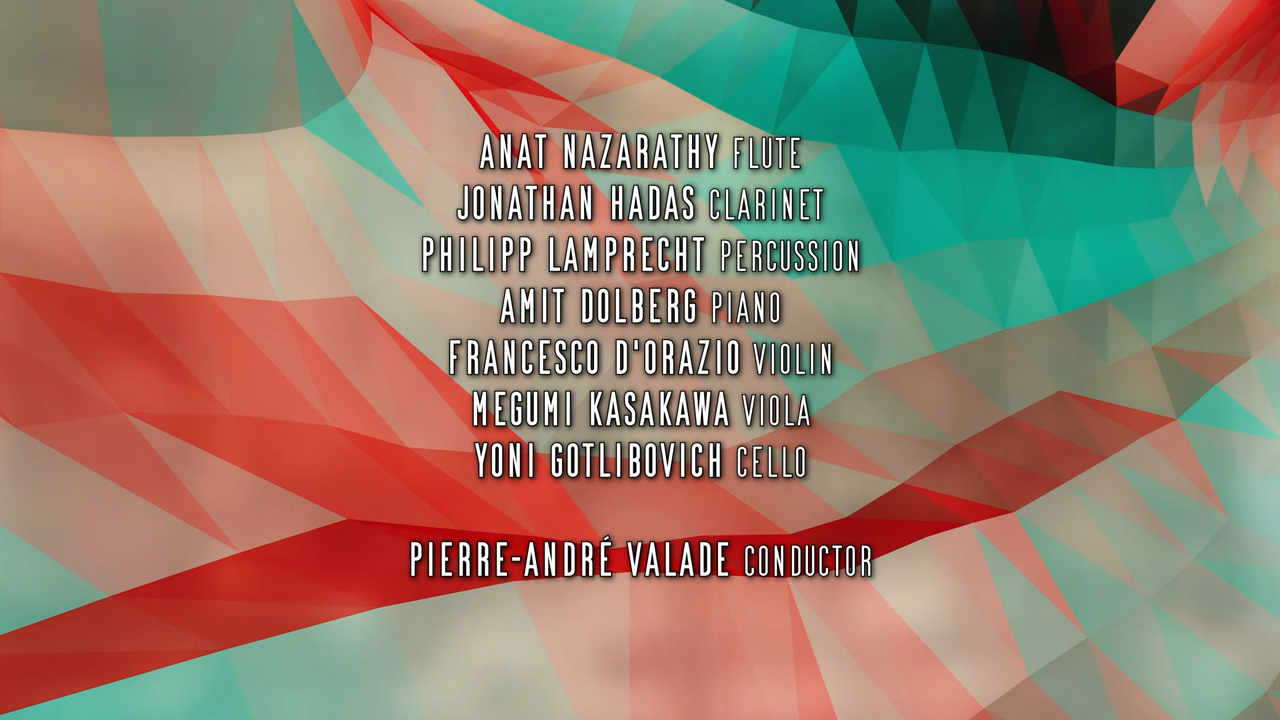 ANAT NAZARATHY FLUTE
JONATHAN HADAS CLARINET
PHILIPP LAMPRECHT PERCUSSION
AMIT DOLBERG PIANO
FRANCESCO D'ORAZIO VIOLIN
MEGUMI KASAKAWA VIOLA
YONI GOTLIBOVICH CELLO
PIERRE-ANDRÉ VALADE CONDUCTOR